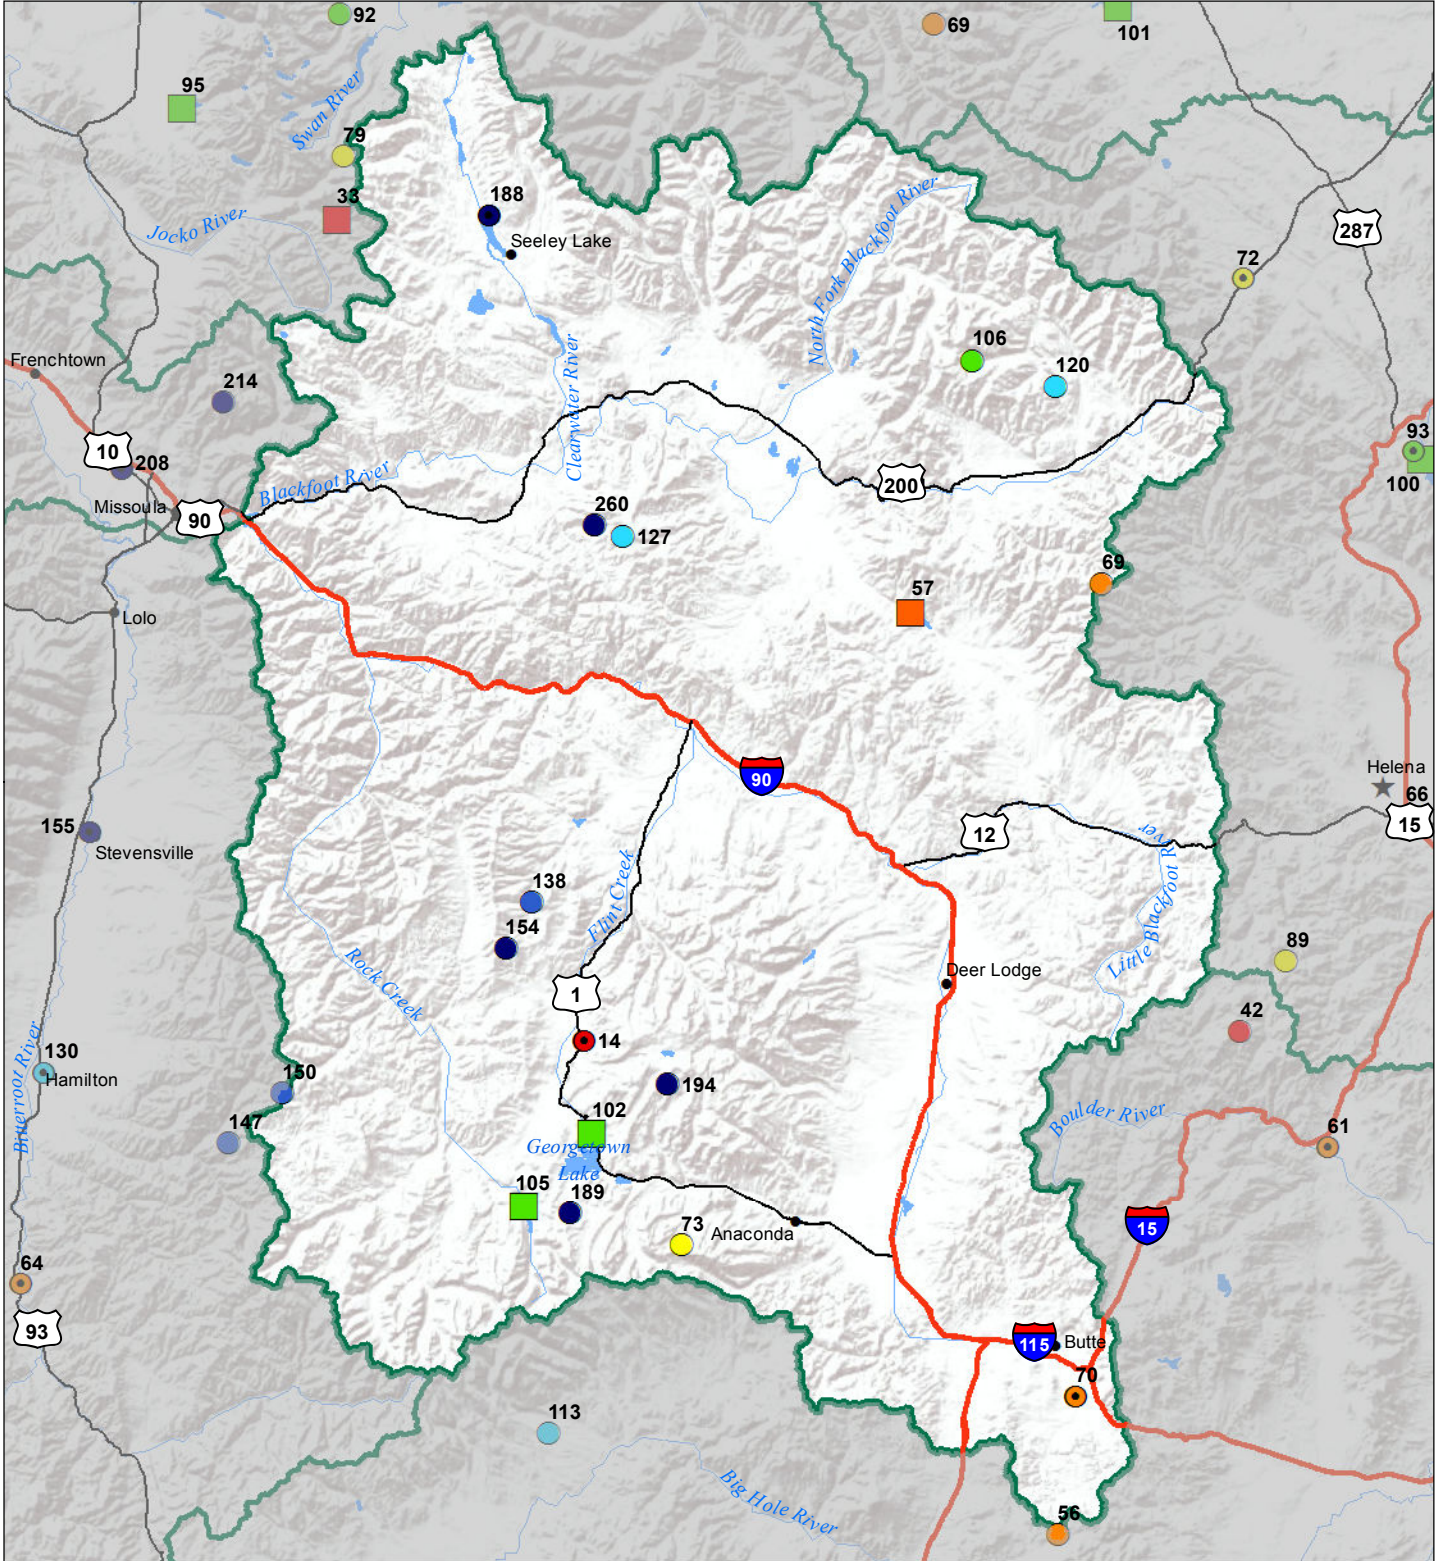 92
69
101
95
Swan River
79
33
188
Jocko River
Seeley Lake
North Fork Blackfoot River
287
72
106
120
Frenchtown
214
Clearwater River
10
208
93
100
Blackfoot River
200
Missoula
90
260
127
69
57
Lolo
90
Helena
66
15
12
155
Stevensville
Little Blackfoot River
138
Flint Creek
154
89
Rock Creek
Deer Lodge
1
42
14
Bitterroot River
130
Hamilton
150
194
102
Boulder River
147
61
Georgetown
Lake
105
189
73
Anaconda
15
64
93
115
Butte
70
113
Big Hole River
56